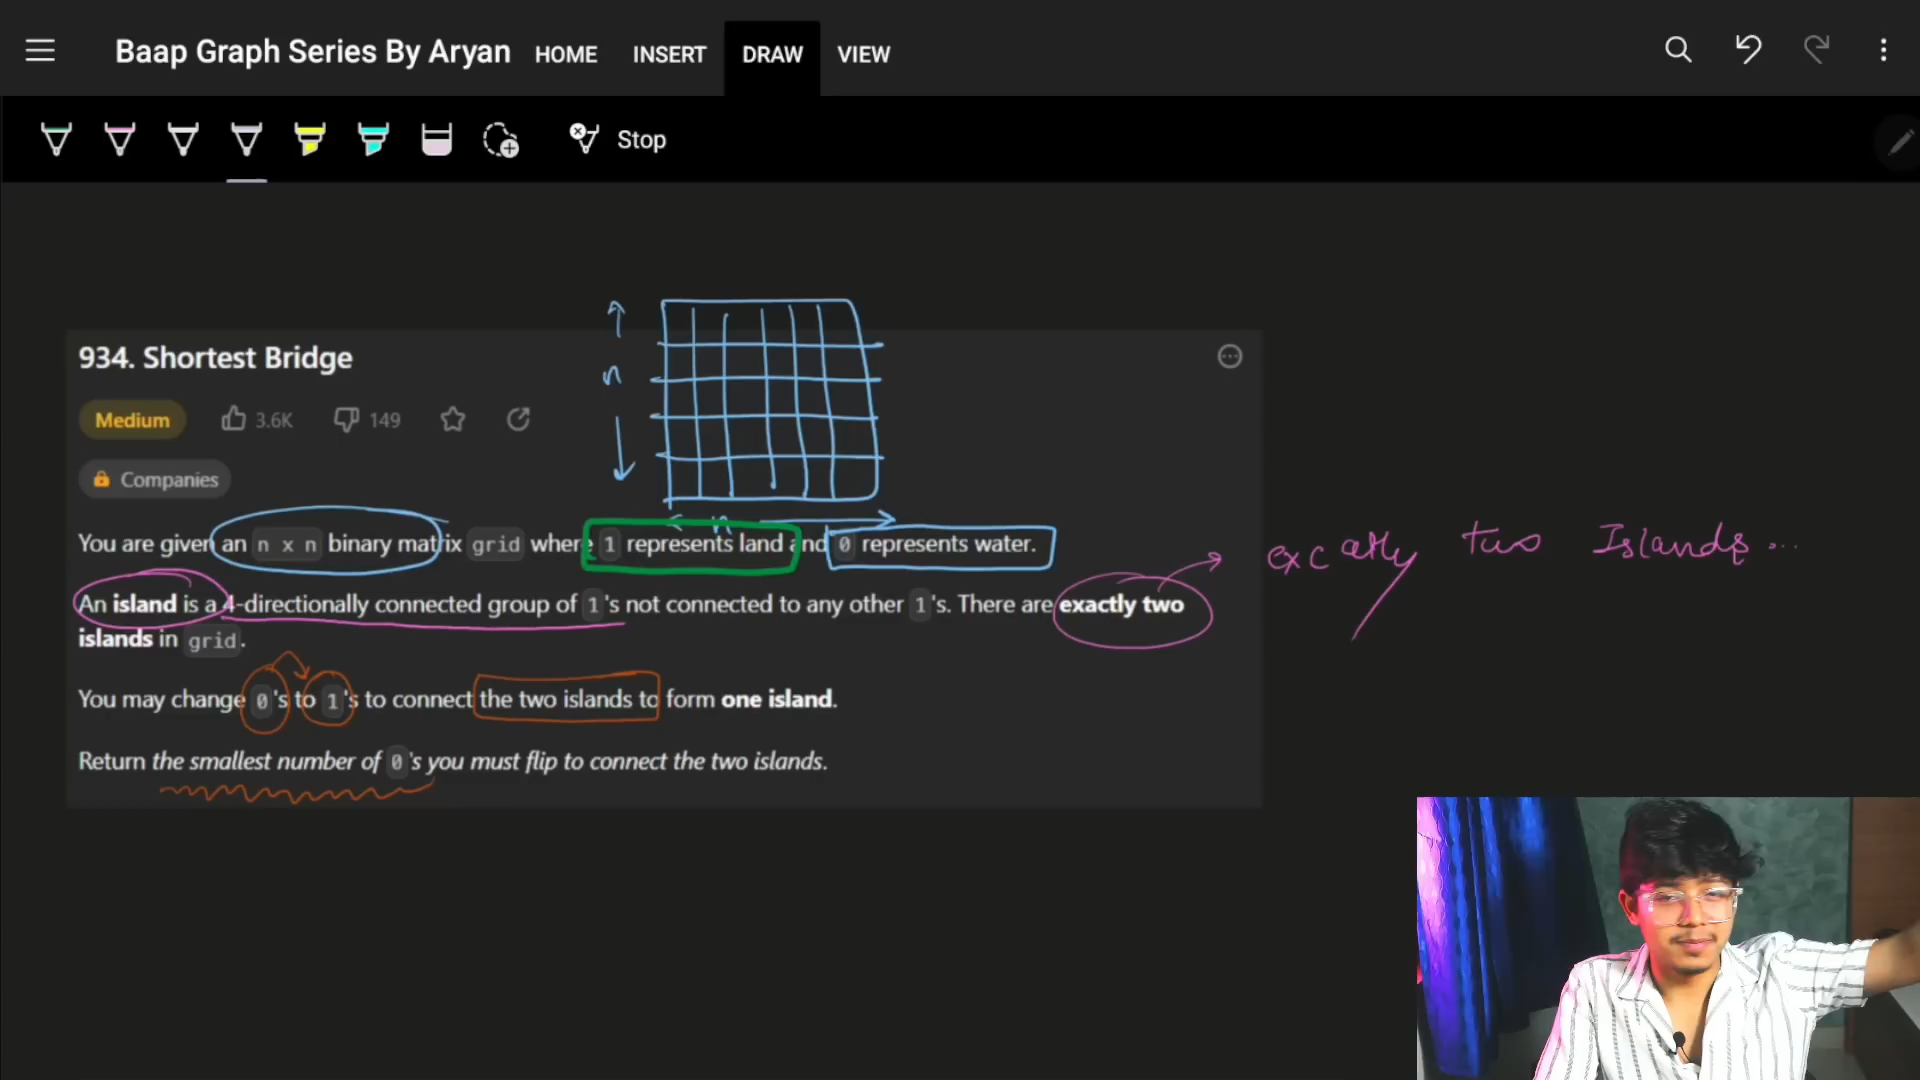 Baap Graph Series By Aryan HOME INSERT DRAW VIEW
Stop
n
934. Shortest Bridge
Medium 3.6K 149
Companies
n
You are given an n x n binary matrix grid where 1 represents land and 0 represents water.
excatly two Islands...
An island is a 4-directionally connected group of 1's not connected to any other 1's. There are exactly two
islands in grid.
You may change 0's to 1's to connect the two islands to form one island.
Return the smallest number of 0's you must flip to connect the two islands.